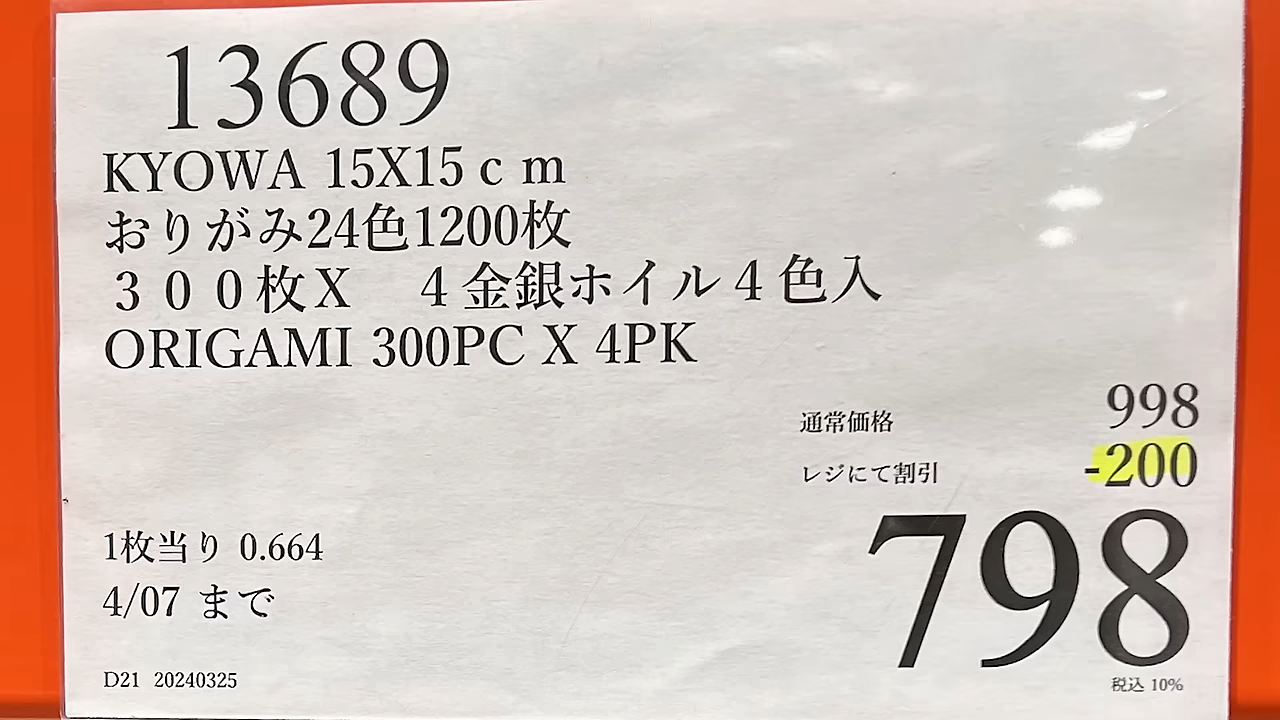 13689
KYOWA 15X15ｃｍ
おりがみ24色1200枚
３００枚Ｘ　４金銀ホイル４色入
ORIGAMI 300PC X 4PK
通常価格 998
レジにて割引 -200
798
税込 10%
1枚当り 0.664
4/07 まで
D21 20240325